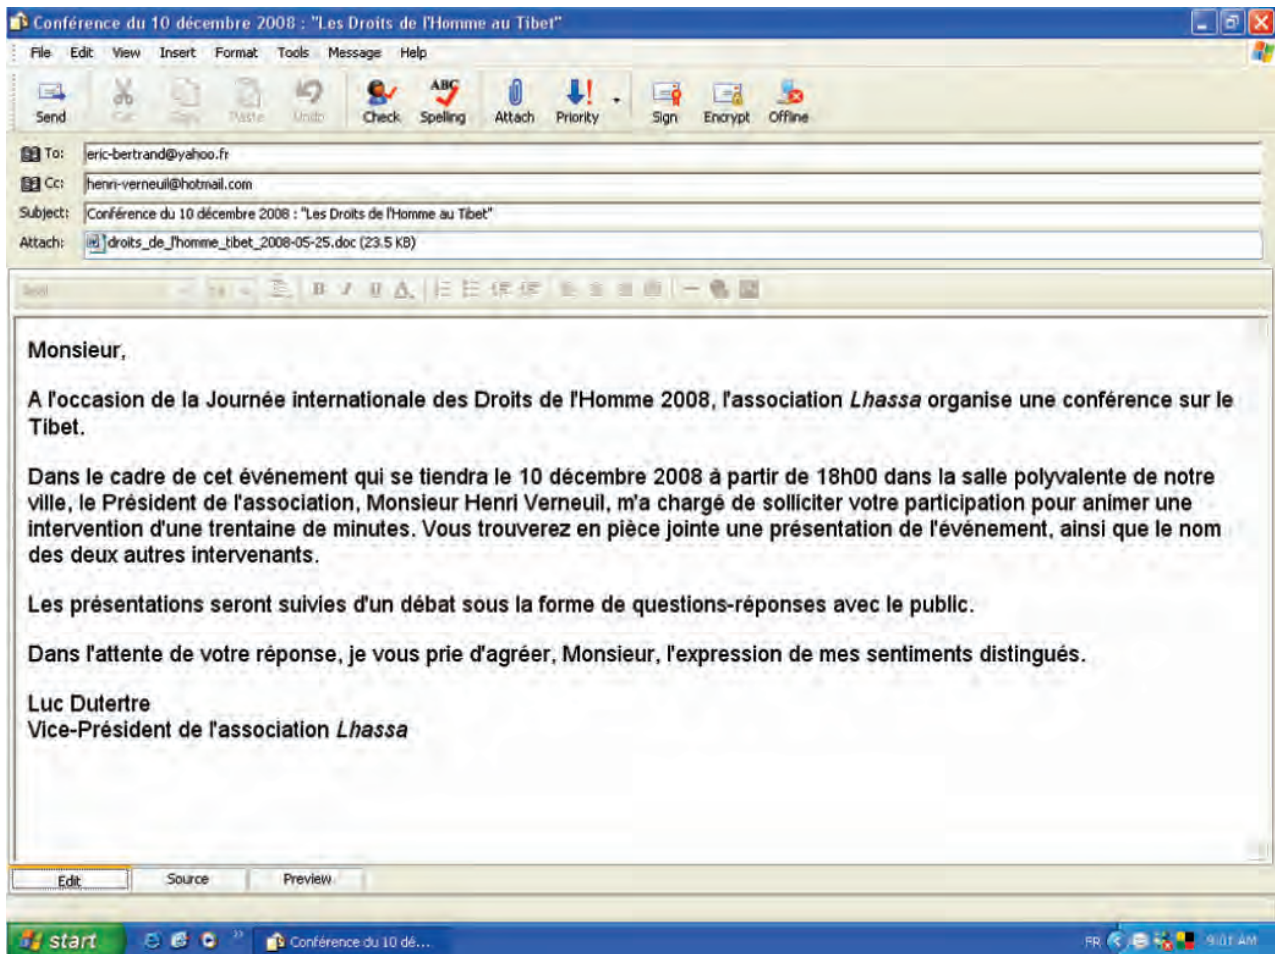 Conférence du 10 décembre 2008 : "Les Droits de l'Homme au Tibet"
File Edit View Insert Format Tools Message Help
Send Cut Copy Paste Undo Check Spelling Attach Priority Sign Encrypt Offline
To: eric-bertrand@yahoo.fr
Cc: henri-verneuil@hotmail.com
Subject: Conférence du 10 décembre 2008 : "Les Droits de l'Homme au Tibet"
Attach: droits_de_l'homme_tibet_2008-05-25.doc (23.5 KB)
Monsieur,
A l'occasion de la Journée internationale des Droits de l'Homme 2008, l'association Lhassa organise une conférence sur le
Tibet.
Dans le cadre de cet événement qui se tiendra le 10 décembre 2008 à partir de 18h00 dans la salle polyvalente de notre
ville, le Président de l'association, Monsieur Henri Verneuil, m'a chargé de solliciter votre participation pour animer une
intervention d'une trentaine de minutes. Vous trouverez en pièce jointe une présentation de l'événement, ainsi que le nom
des deux autres intervenants.
Les présentations seront suivies d'un débat sous la forme de questions-réponses avec le public.
Dans l'attente de votre réponse, je vous prie d'agréer, Monsieur, l'expression de mes sentiments distingués.
Luc Dutertre
Vice-Président de l'association Lhassa
Edit Source Preview
start Conférence du 10 dé... FR 9:01 AM